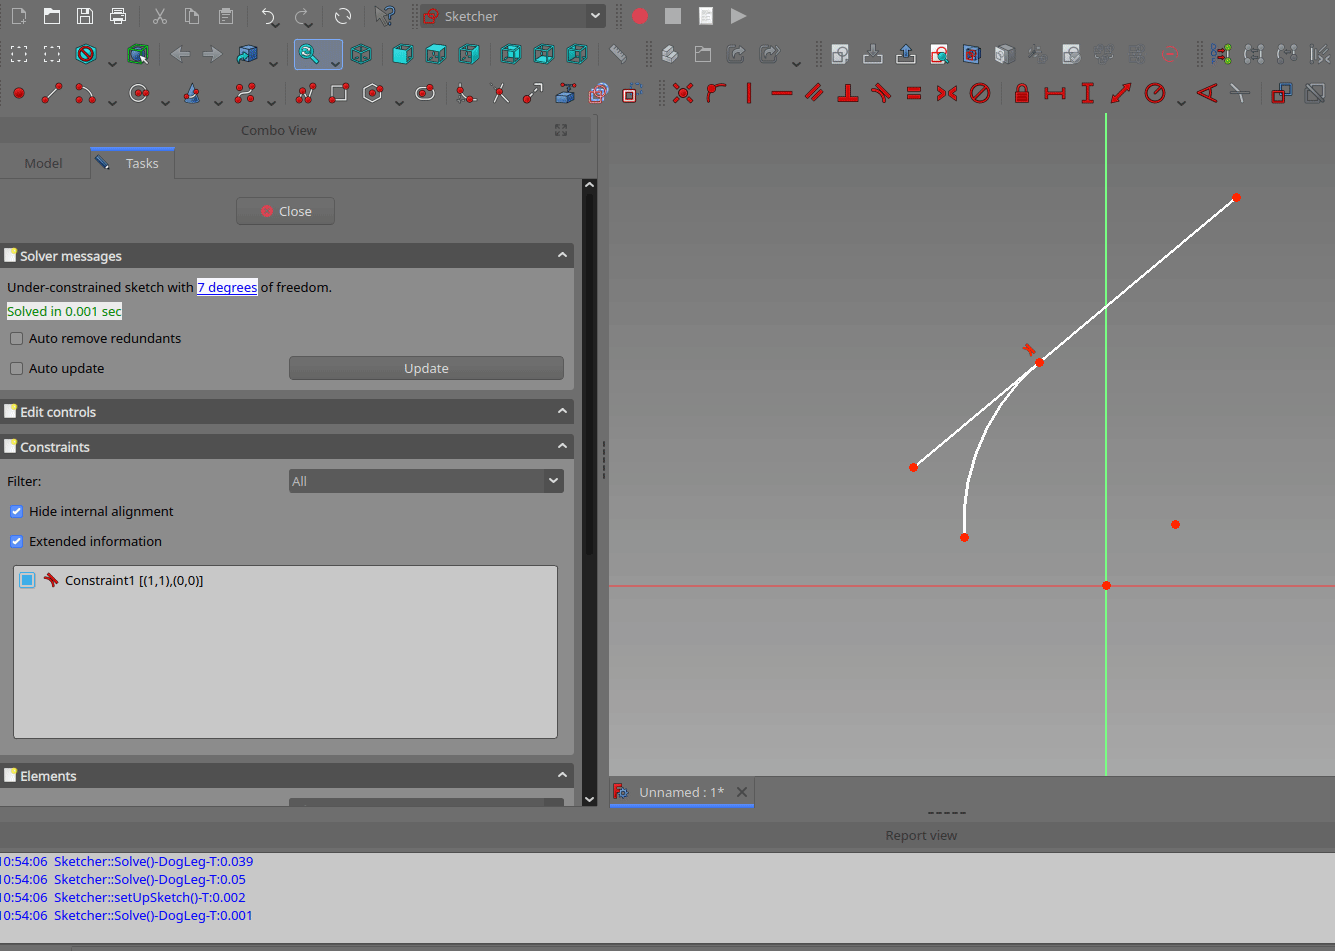 Sketcher
Combo View
Model
Tasks
Close
Solver messages
Under-constrained sketch with 7 degrees of freedom.
Solved in 0.001 sec
Auto remove redundants
Auto update
Update
Edit controls
Constraints
Filter:
All
Hide internal alignment
Extended information
Constraint1 [(1,1),(0,0)]
Elements
Unnamed : 1*
Report view
10:54:06 Sketcher::Solve()-DogLeg-T:0.039
10:54:06 Sketcher::Solve()-DogLeg-T:0.05
10:54:06 Sketcher::setUpSketch()-T:0.002
10:54:06 Sketcher::Solve()-DogLeg-T:0.001